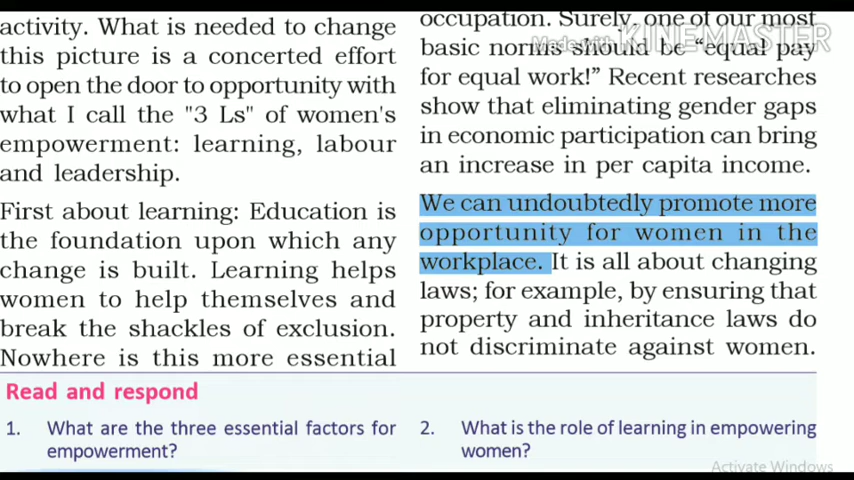 activity. What is needed to change
this picture is a concerted effort
to open the door to opportunity with
what I call the "3 Ls" of women's
empowerment: learning, labour
and leadership.
First about learning: Education is
the foundation upon which any
change is built. Learning helps
women to help themselves and
break the shackles of exclusion.
Nowhere is this more essential
occupation. Surely, one of our most
basic norms should be “equal pay
for equal work!” Recent researches
show that eliminating gender gaps
in economic participation can bring
an increase in per capita income.
We can undoubtedly promote more
opportunity for women in the
workplace. It is all about changing
laws; for example, by ensuring that
property and inheritance laws do
not discriminate against women.
Made with KINEMASTER
Read and respond
1. What are the three essential factors for
empowerment?
2. What is the role of learning in empowering
women?
Activate Windows